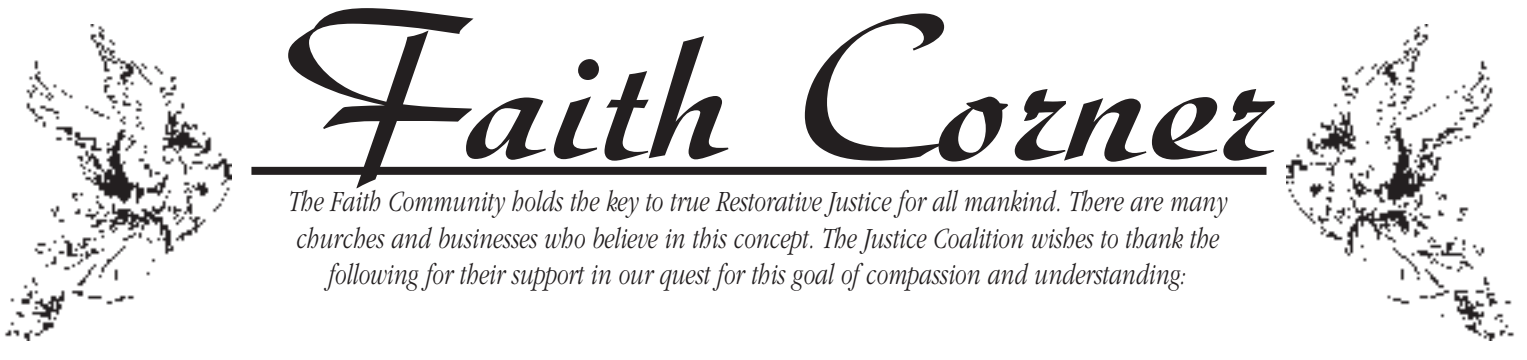 Faith Corner
The Faith Community holds the key to true Restorative Justice for all mankind. There are many
churches and businesses who believe in this concept. The Justice Coalition wishes to thank the
following for their support in our quest for this goal of compassion and understanding: